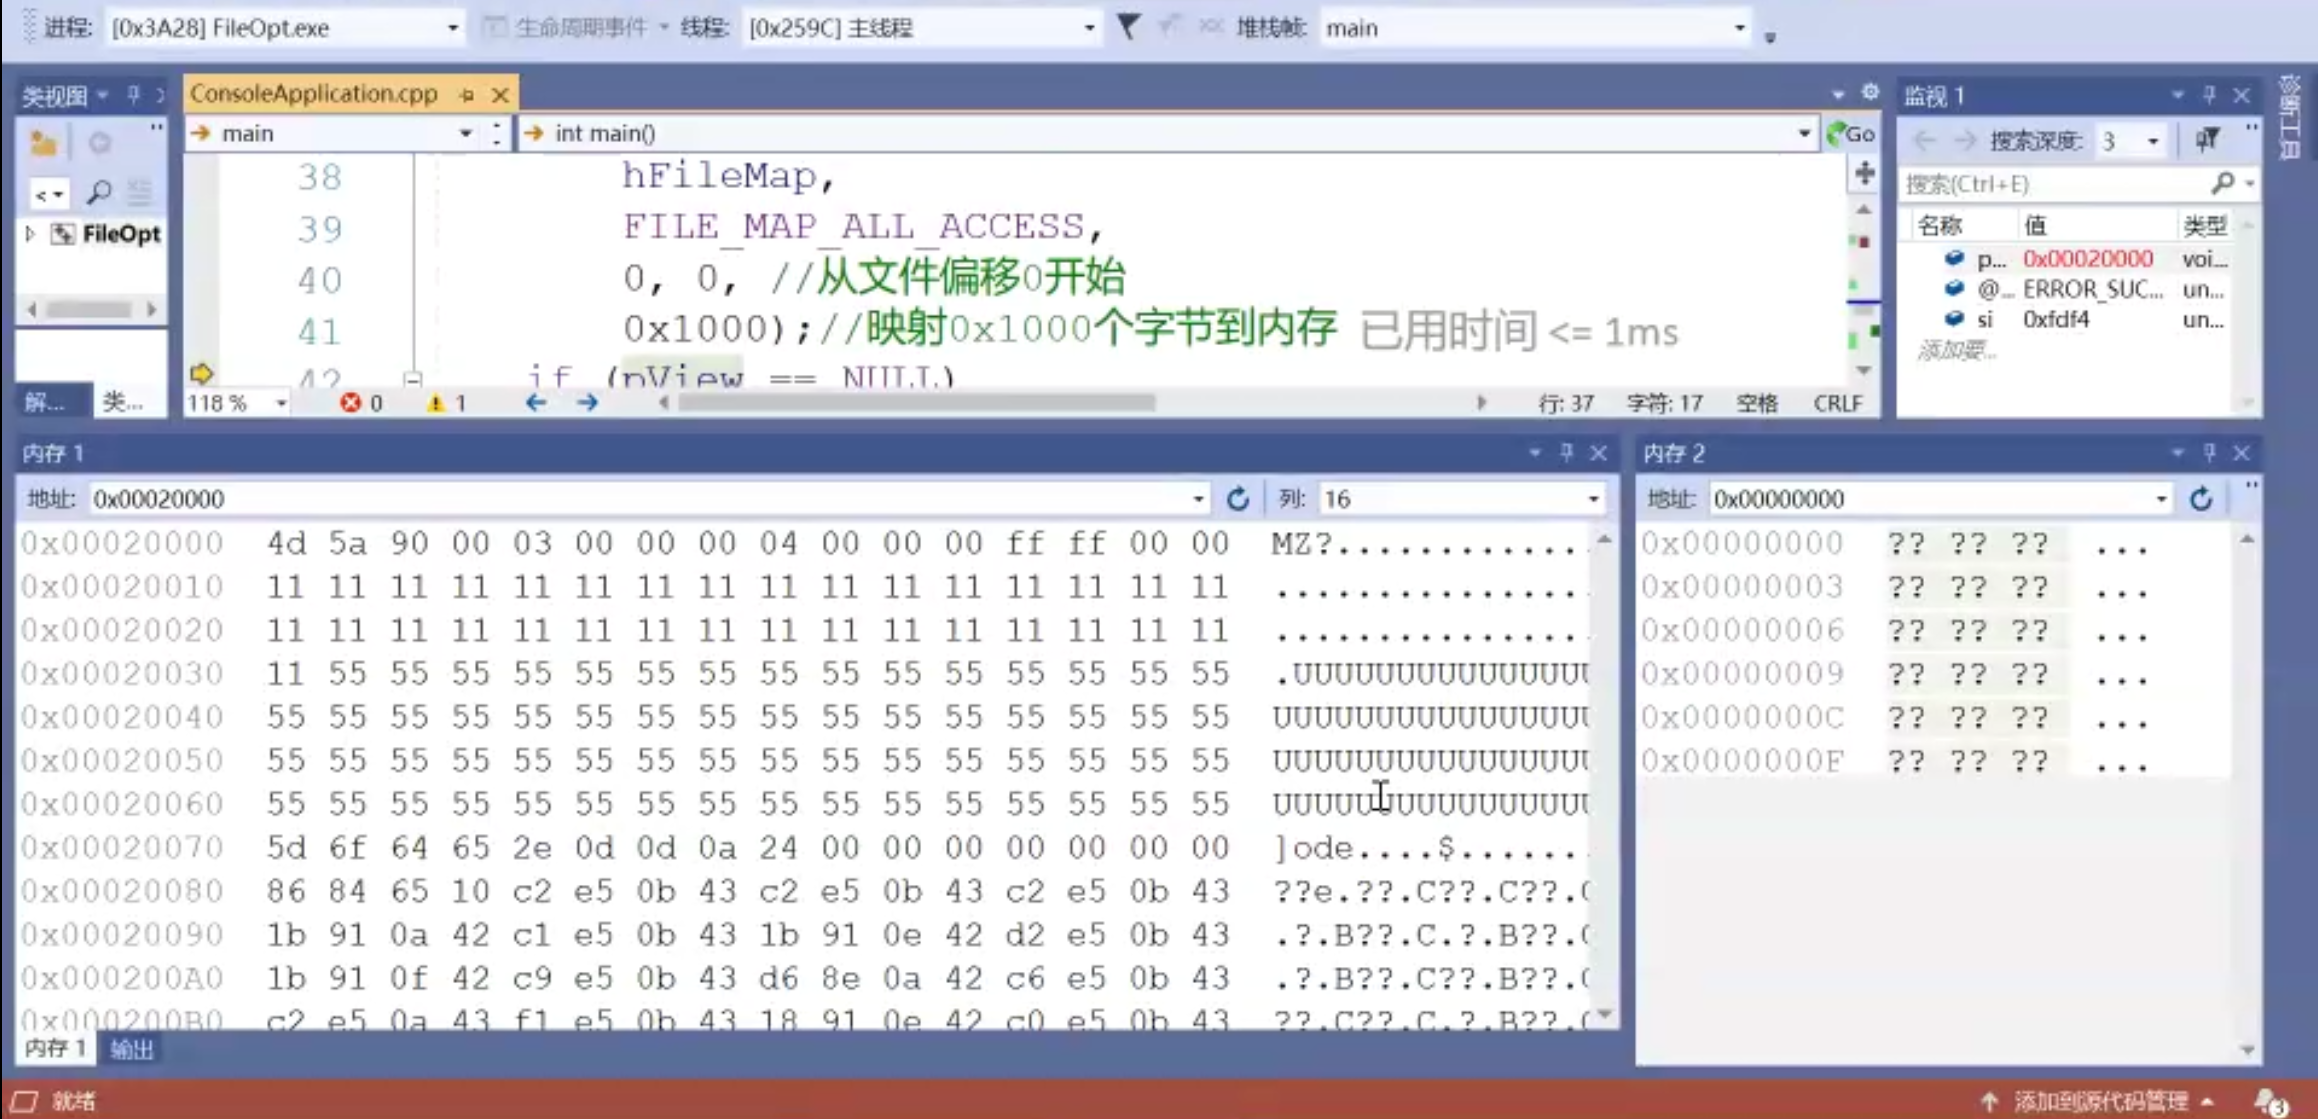 进程: [0x3A28] FileOpt.exe 生命周期事件 线程: [0x259C] 主线程 堆栈帧: main
类视图 ConsoleApplication.cpp 监视 1 诊断工具
main int main() Go 搜索深度: 3
38 hFileMap,
搜索(Ctrl+E)
39 FILE_MAP_ALL_ACCESS,
名称 值 类型
FileOpt
40 0, 0, //从文件偏移0开始
p... 0x00020000 voi...
@... ERROR_SUC... un...
41 0x1000);//映射0x1000个字节到内存 已用时间 <= 1ms
si 0xfdf4 un...
添加要...
42 if (pView == NULL)
解... 类... 118 % 0 1 行: 37 字符: 17 空格 CRLF
内存 1
地址: 0x00020000 列: 16
0x00020000 4d 5a 90 00 03 00 00 00 04 00 00 00 ff ff 00 00 MZ?.............
0x00020010 11 11 11 11 11 11 11 11 11 11 11 11 11 11 11 11 ...............
0x00020020 11 11 11 11 11 11 11 11 11 11 11 11 11 11 11 11 ...............
0x00020030 11 55 55 55 55 55 55 55 55 55 55 55 55 55 55 55 .UUUUUUUUUUUUUUU
0x00020040 55 55 55 55 55 55 55 55 55 55 55 55 55 55 55 55 UUUUUUUUUUUUUUUU
0x00020050 55 55 55 55 55 55 55 55 55 55 55 55 55 55 55 55 UUUUUUUUUUUUUUUU
0x00020060 55 55 55 55 55 55 55 55 55 55 55 55 55 55 55 55 UUUUUUUUUUUUUUUU
0x00020070 5d 6f 64 65 2e 0d 0d 0a 24 00 00 00 00 00 00 00 ]ode....$.......
0x00020080 86 84 65 10 c2 e5 0b 43 c2 e5 0b 43 c2 e5 0b 43 ??e.??.C??.C??.C
0x00020090 1b 91 0a 42 c1 e5 0b 43 1b 91 0e 42 d2 e5 0b 43 .?.B??.C.?.B??.C
0x000200A0 1b 91 0f 42 c9 e5 0b 43 d6 8e 0a 42 c6 e5 0b 43 .?.B??.C??.B??.C
0x000200B0 c2 e5 0a 43 f1 e5 0b 43 18 91 0e 42 c0 e5 0b 43 ??.C??.C.?.B??.C
内存 1 输出
内存 2
地址: 0x00000000
0x00000000 ?? ?? ?? ...
0x00000003 ?? ?? ?? ...
0x00000006 ?? ?? ?? ...
0x00000009 ?? ?? ?? ...
0x0000000C ?? ?? ?? ...
0x0000000F ?? ?? ?? ...
就绪 添加到源代码管理 3